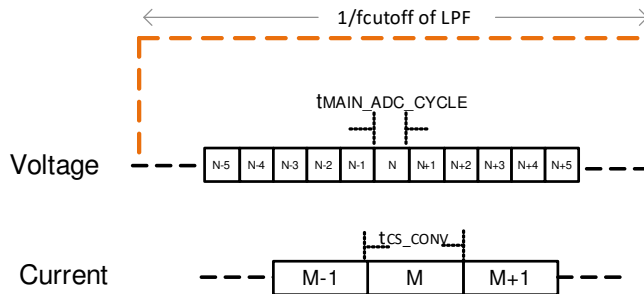 1/fcutoff of LPF
tMAIN_ADC_CYCLE
Voltage
N-5 N-4 N-3 N-2 N-1 N N+1 N+2 N+3 N+4 N+5
tCS_CONV
Current
M-1 M M+1